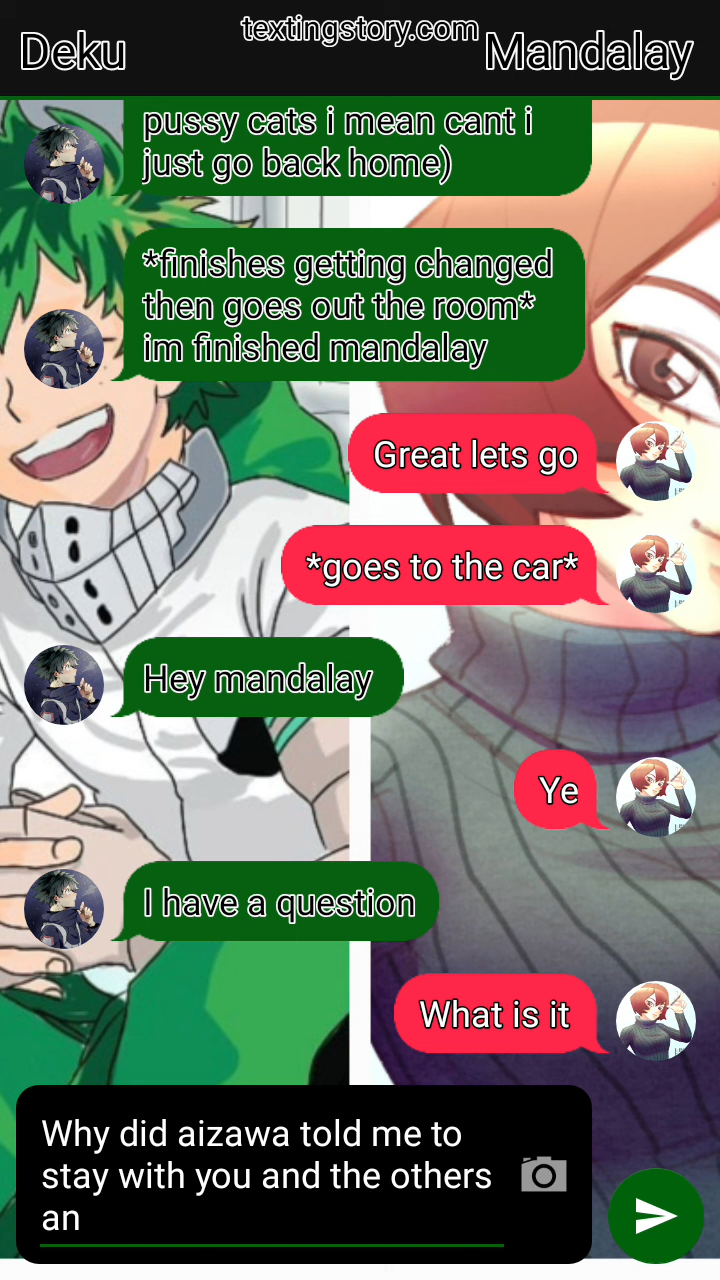 textingstory.com
Deku
Mandalay
pussy cats i mean cant i
just go back home)
*finishes getting changed
then goes out the room*
im finished mandalay
Great lets go
*goes to the car*
Hey mandalay
Ye
I have a question
What is it
Why did aizawa told me to
stay with you and the others
an